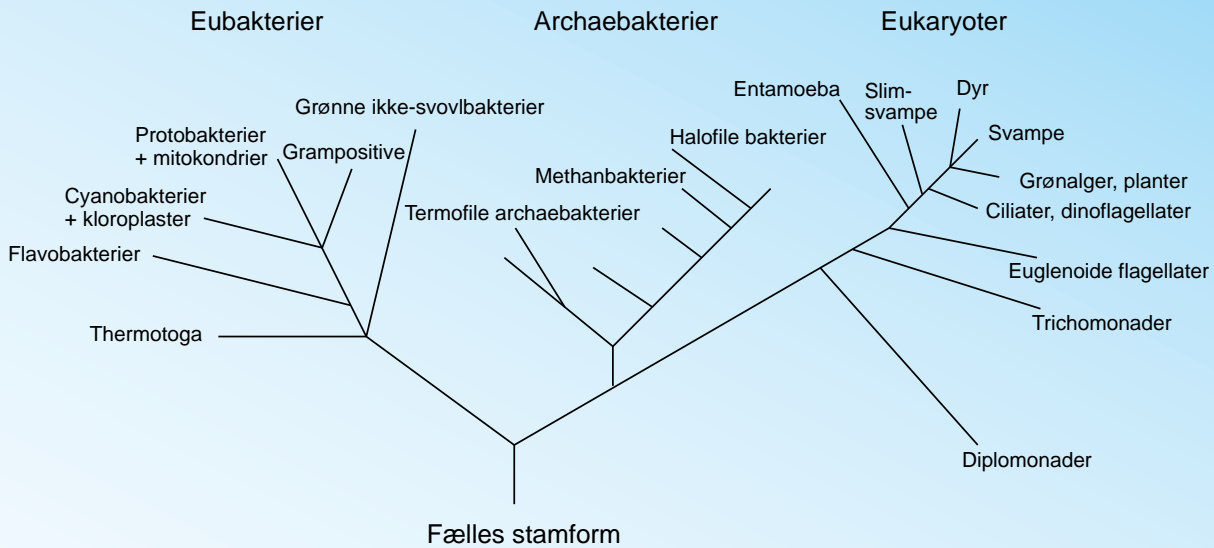 Eubakterier
Archaebakterier
Eukaryoter
Grønne ikke-svovlbakterier
Protobakterier
+ mitokondrier
Grampositive
Cyanobakterier
+ kloroplaster
Flavobakterier
Thermotoga
Halofile bakterier
Methanbakterier
Termofile archaebakterier
Entamoeba
Slim-
svampe
Dyr
Svampe
Grønalger, planter
Ciliater, dinoflagellater
Euglenoide flagellater
Trichomonader
Diplomonader
Fælles stamform